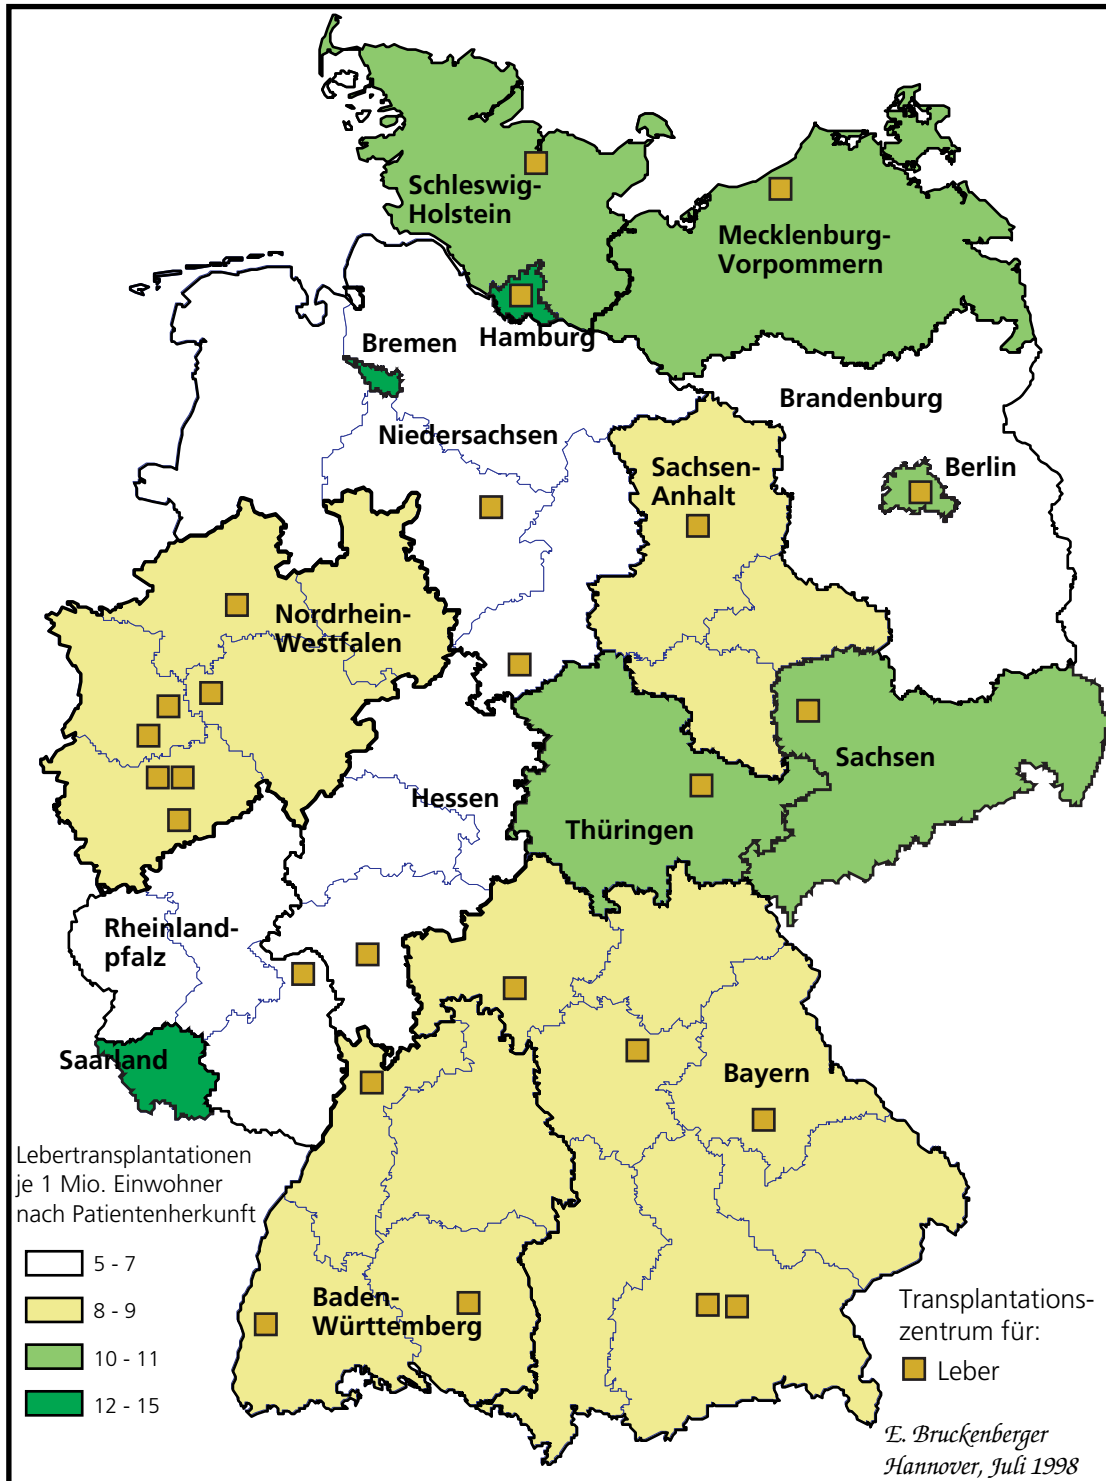 Schleswig-
Holstein
Mecklenburg-
Vorpommern
Hamburg
Bremen
Brandenburg
Niedersachsen
Sachsen-
Anhalt
Berlin
Nordrhein-
Westfalen
Sachsen
Hessen
Thüringen
Rheinland-
pfalz
Saarland
Bayern
Baden-
Württemberg
Lebertransplantationen
je 1 Mio. Einwohner
nach Patientenherkunft
5 - 7
8 - 9
10 - 11
12 - 15
Transplantations-
zentrum für:
Leber
E. Bruckenberger
Hannover, Juli 1998